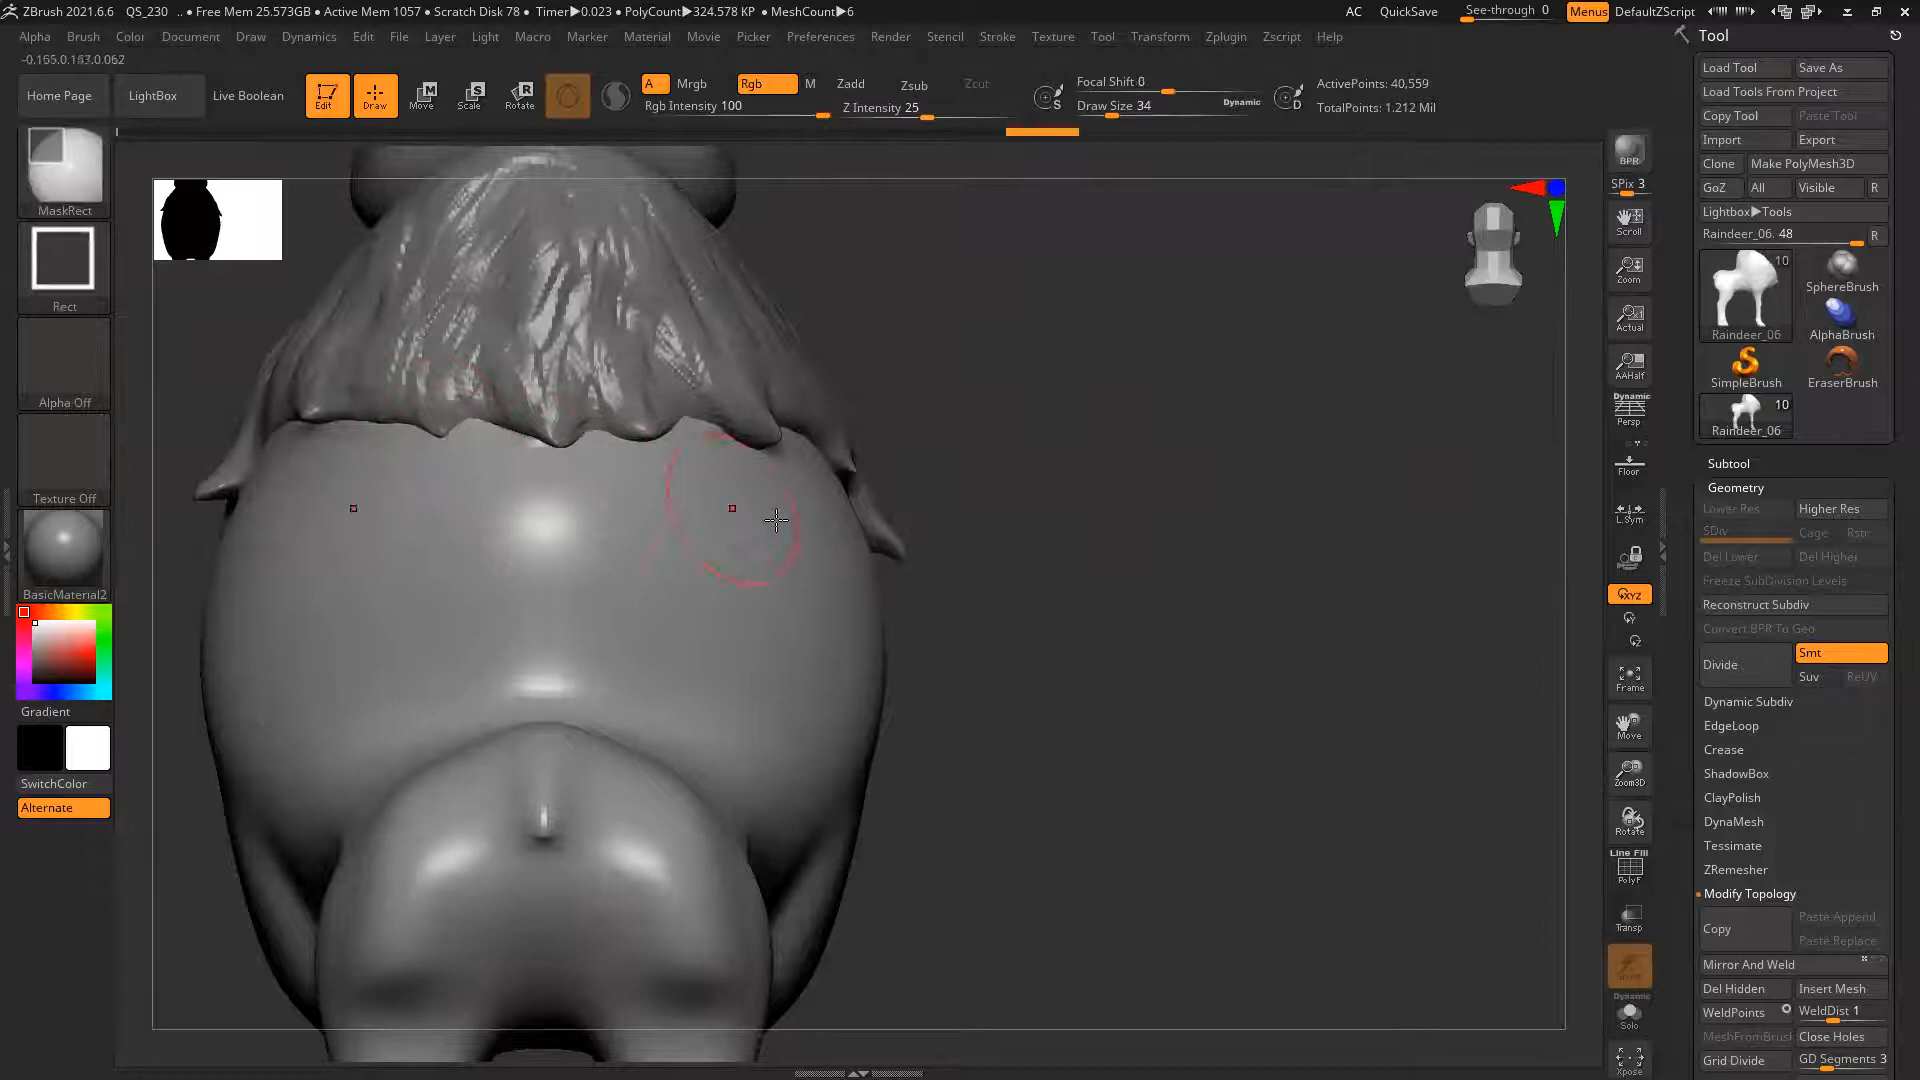 ZBrush 2021.6.6 QS_230 .. • Free Mem 25.573GB • Active Mem 1057 • Scratch Disk 78 • Timer▶0.023 • PolyCount▶324.578 KP • MeshCount▶6 AC QuickSave See-through 0 Menus DefaultZScript
Alpha Brush Color Document Draw Dynamics Edit File Layer Light Macro Marker Material Movie Picker Preferences Render Stencil Stroke Texture Tool Transform Zplugin Zscript Help
Home Page LightBox Live Boolean
Edit Draw Move Scale Rotate
A Mrgb Rgb M Zadd Zsub Zcut
Rgb Intensity 100 Z Intensity 25
Focal Shift 0
Draw Size 34 Dynamic
S D
ActivePoints: 40,559
TotalPoints: 1.212 Mil
MaskRect
Rect
Alpha Off
Texture Off
BasicMaterial2
Gradient
SwitchColor
Alternate
BPR
SPix 3
Scroll
Zoom
Actual
AAHalf
Dynamic
Persp
Floor
L.Sym
XYZ
Y
Z
Frame
Move
Zoom3D
Rotate
Line Fill
PolyF
Transp
Dynamic
Solo
Xpose
Tool
Load Tool Save As
Load Tools From Project
Copy Tool Paste Tool
Import Export
Clone Make PolyMesh3D
GoZ All Visible R
Lightbox▶Tools
Raindeer_06. 48 R
10
Raindeer_06
SphereBrush
AlphaBrush
SimpleBrush
EraserBrush
10
Raindeer_06
Subtool
Geometry
Lower Res Higher Res
SDiv Cage Rstr
Del Lower Del Higher
Freeze SubDivision Levels
Reconstruct Subdiv
Convert BPR To Geo
Divide Smt
Suv ReUV
Dynamic Subdiv
EdgeLoop
Crease
ShadowBox
ClayPolish
DynaMesh
Tessimate
ZRemesher
Modify Topology
Copy Paste Append
Paste Replace
Mirror And Weld
Del Hidden Insert Mesh
WeldPoints WeldDist 1
MeshFromBrush Close Holes
Grid Divide GD Segments 3